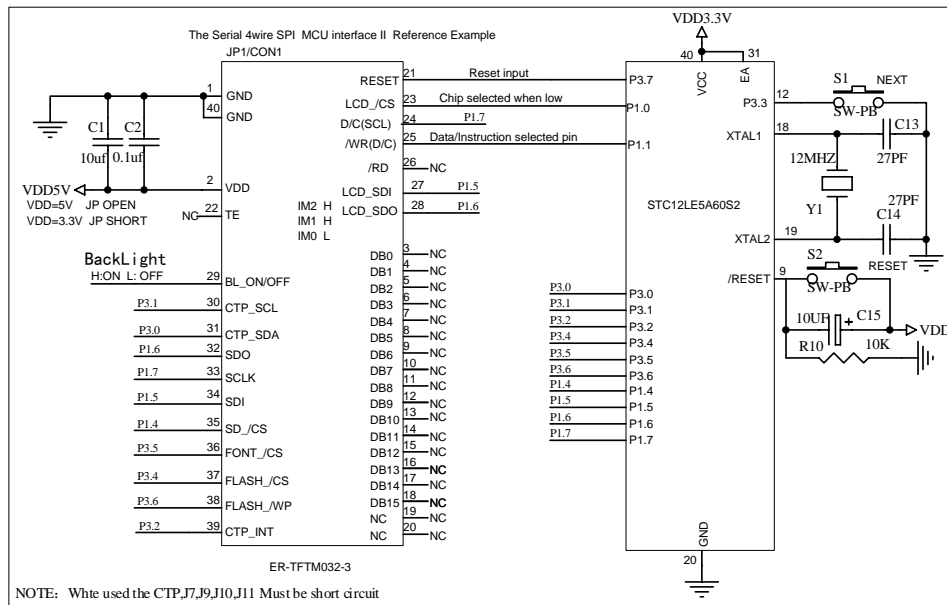 The Serial 4wire SPI MCU interface II Reference Example
JP1/CON1
VDD3.3V
1 GND
40 GND
C1 C2
10uf 0.1uf
VDD5V
VDD=5V JP OPEN
VDD=3.3V JP SHORT
2 VDD
NC 22 TE
BackLight
H:ON L: OFF
29 BL_ON/OFF
P3.1 30 CTP_SCL
P3.0 31 CTP_SDA
P1.6 32 SDO
P1.7 33 SCLK
P1.5 34 SDI
P1.4 35 SD_/CS
P3.5 36 FONT_/CS
P3.4 37 FLASH_/CS
P3.6 38 FLASH_/WP
P3.2 39 CTP_INT
RESET 21 Reset input P3.7
LCD_/CS 23 Chip selected when low P1.0
D/C(SCL) 24 P1.7
/WR(D/C) 25 Data/Instruction selected pin P1.1
/RD 26 NC
LCD_SDI 27 P1.5
LCD_SDO 28 P1.6
IM2 H
IM1 H
IM0 L
DB0 3 NC
DB1 4 NC
DB2 5 NC
DB3 6 NC
DB4 7 NC
DB5 8 NC
DB6 9 NC
DB7 10 NC
DB8 11 NC
DB9 12 NC
DB10 13 NC
DB11 14 NC
DB12 15 NC
DB13 16 NC
DB14 17 NC
DB15 18 NC
NC 19 NC
NC 20 NC
ER-TFTM032-3
40 VCC
31 EA
STC12LE5A60S2
P3.0 P3.0
P3.1 P3.1
P3.2 P3.2
P3.4 P3.4
P3.5 P3.5
P3.6 P3.6
P1.4 P1.4
P1.5 P1.5
P1.6 P1.6
P1.7 P1.7
GND
20
P3.3 12 S1 NEXT
SW-PB
XTAL1 18 C13
27PF
12MHZ
Y1
27PF
C14
XTAL2 19
RESET
/RESET 9 S2
SW-PB
10UF C15
+
VDD
R10 10K
NOTE: Whte used the CTP,J7,J9,J10,J11 Must be short circuit